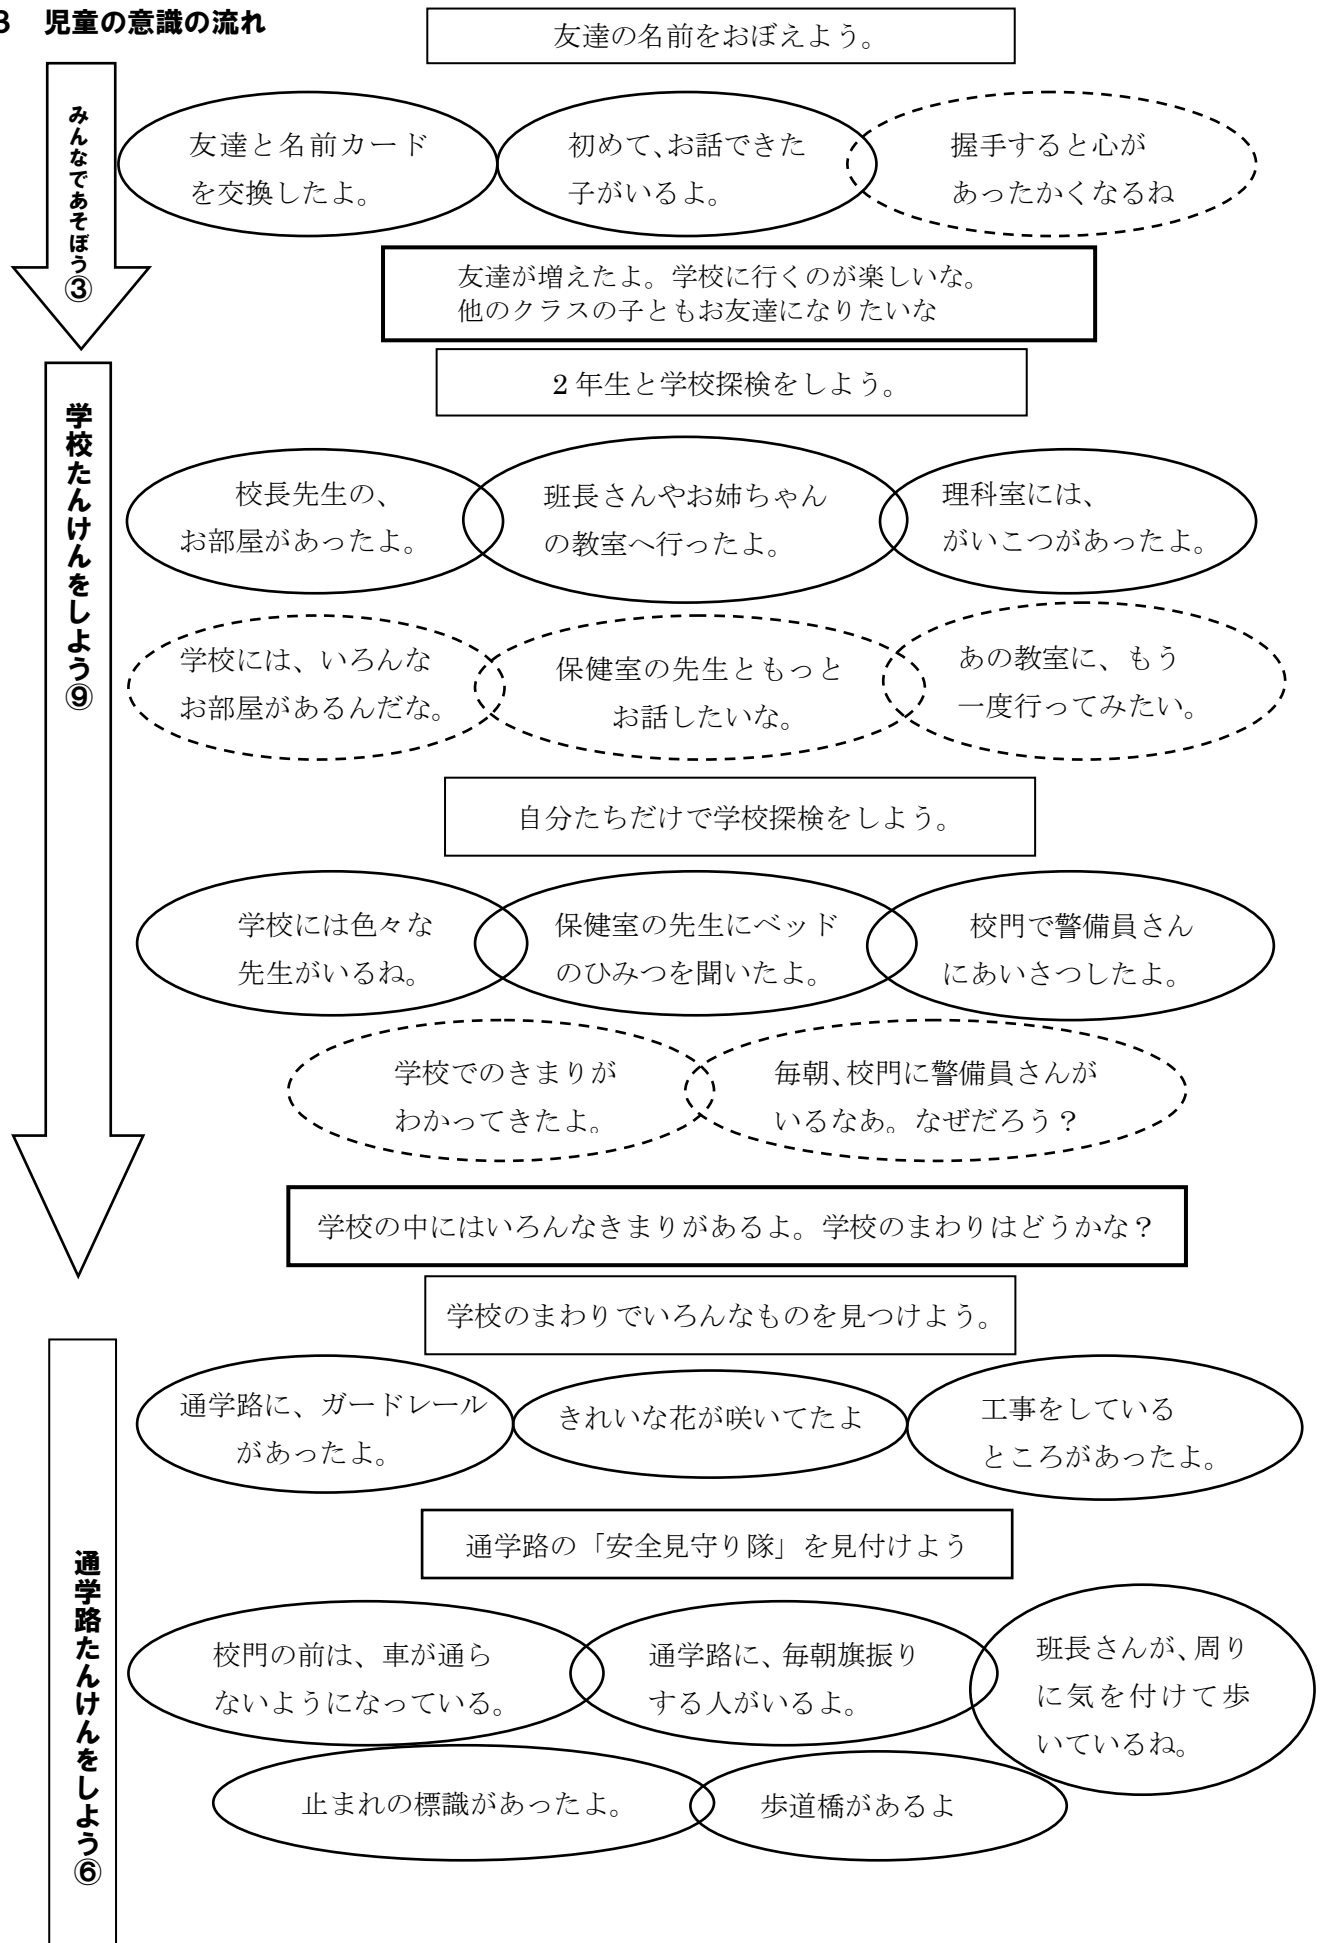 3　児童の意識の流れ
友達の名前をおぼえよう。
みんなであそぼう③
友達と名前カード
を交換したよ。
初めて、お話できた
子がいるよ。
握手すると心が
あったかくなるね
友達が増えたよ。学校に行くのが楽しいな。
他のクラスの子ともお友達になりたいな
2年生と学校探検をしよう。
学校たんけんをしよう⑨
校長先生の、
お部屋があったよ。
班長さんやお姉ちゃん
の教室へ行ったよ。
理科室には、
がいこつがあったよ。
学校には、いろんな
お部屋があるんだな。
保健室の先生ともっと
お話したいな。
あの教室に、もう
一度行ってみたい。
自分たちだけで学校探検をしよう。
学校には色々な
先生がいるね。
保健室の先生にベッド
のひみつを聞いたよ。
校門で警備員さん
にあいさつしたよ。
学校でのきまりが
わかってきたよ。
毎朝、校門に警備員さんが
いるなあ。なぜだろう？
学校の中にはいろんなきまりがあるよ。学校のまわりはどうかな？
学校のまわりでいろんなものを見つけよう。
通学路たんけんをしよう⑥
通学路に、ガードレール
があったよ。
きれいな花が咲いてたよ
工事をしている
ところがあったよ。
通学路の「安全見守り隊」を見付けよう
校門の前は、車が通ら
ないようになっている。
通学路に、毎朝旗振り
する人がいるよ。
班長さんが、周り
に気を付けて歩
いているね。
止まれの標識があったよ。
歩道橋があるよ